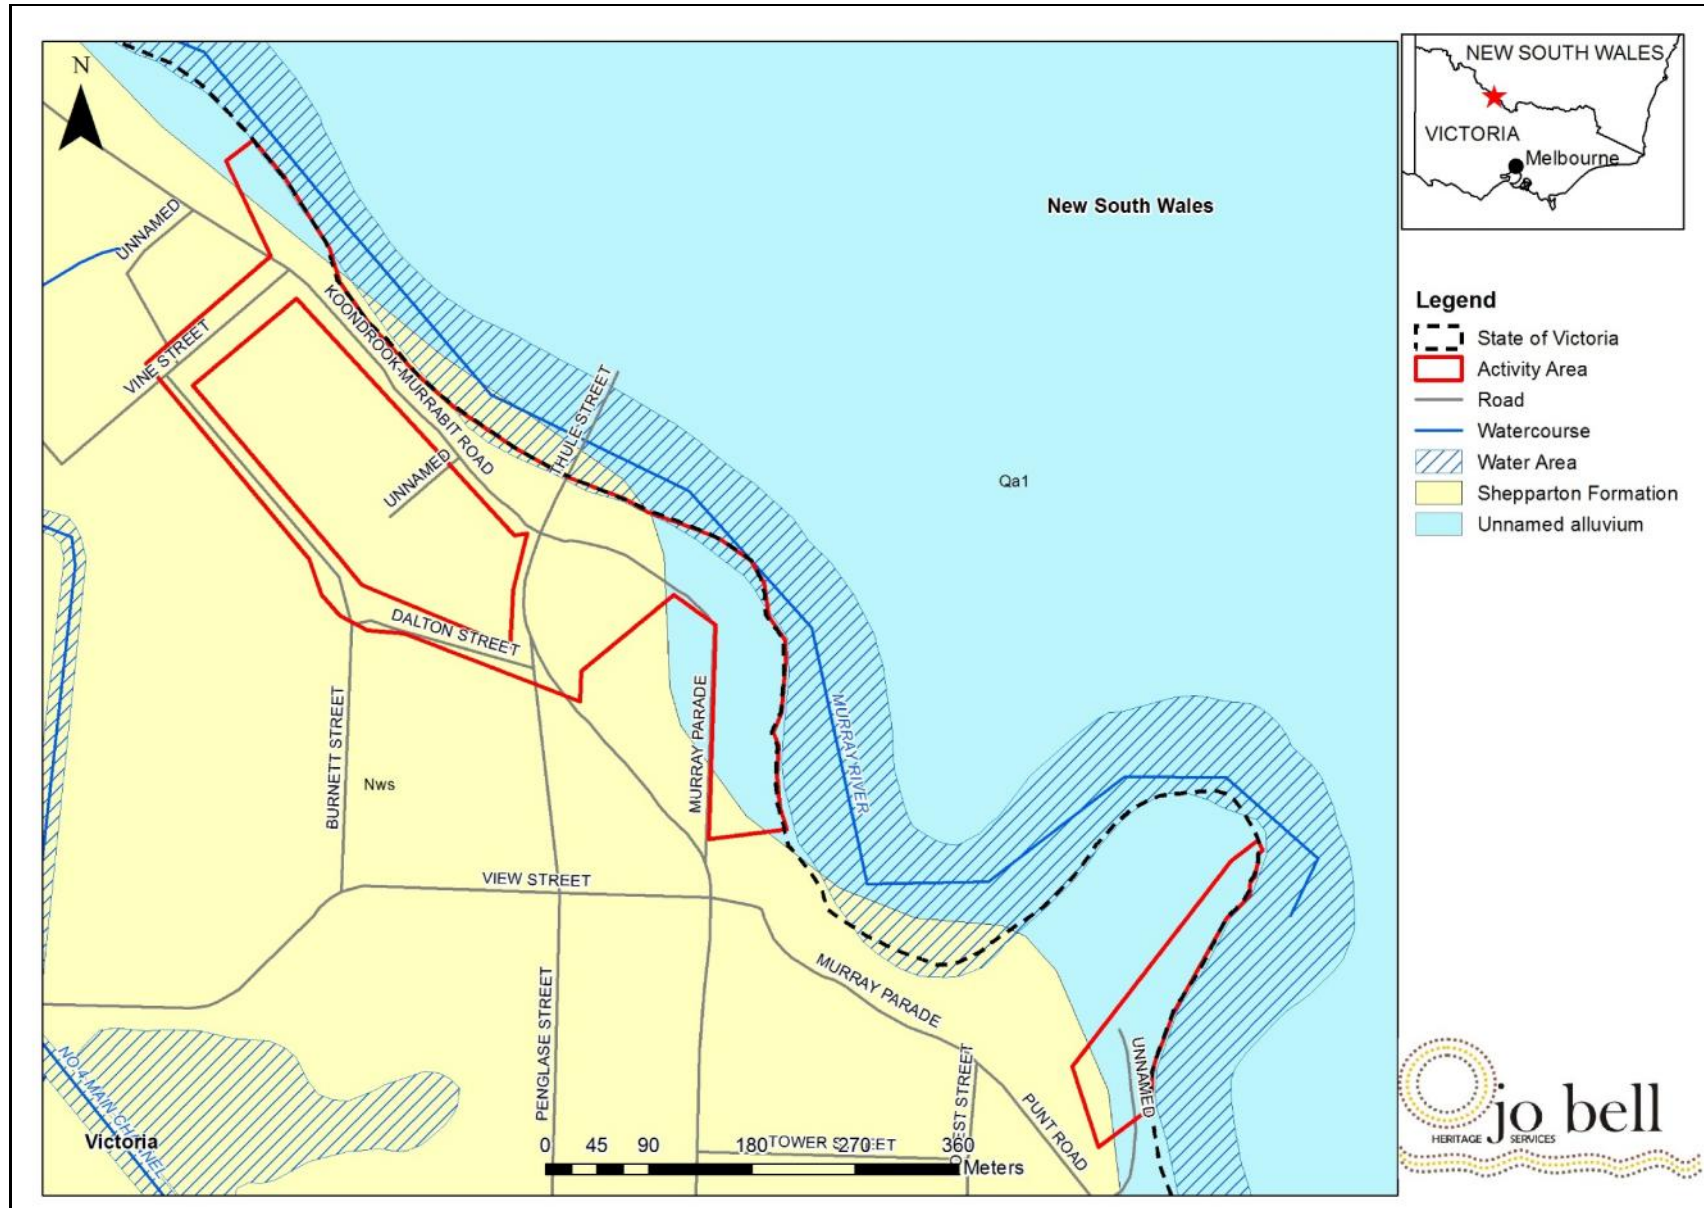 N
New South Wales
UNNAMED
VINE STREET
KOONDROOK-MURRABIT ROAD
THULE STREET
UNNAMED
Qa1
DALTON STREET
BURNETT STREET
MURRAY PARADE
MURRAY RIVER
Nws
VIEW STREET
MURRAY PARADE
PENGLASE STREET
UNNAMED
PUNT ROAD
NO 4 MAIN CHANNEL
Victoria
0 45 90 180 270 360
Meters
NEW SOUTH WALES
VICTORIA
Melbourne
Legend
State of Victoria
Activity Area
Road
Watercourse
Water Area
Shepparton Formation
Unnamed alluvium
jo bell
HERITAGE SERVICES